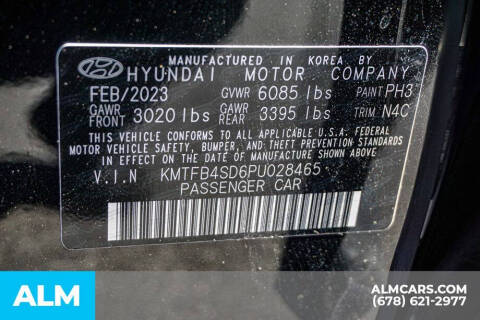 MANUFACTURED IN KOREA BY
HYUNDAI MOTOR COMPANY
FEB/2023 GVWR 6085 lbs PAINT PH3
GAWR FRONT 3020 lbs GAWR REAR 3395 lbs TRIM N4C
THIS VEHICLE CONFORMS TO ALL APPLICABLE U.S.A. FEDERAL
MOTOR VEHICLE SAFETY, BUMPER, AND THEFT PREVENTION STANDARDS
IN EFFECT ON THE DATE OF MANUFACTURE SHOWN ABOVE.
V.I.N KMTFB4SD6PU028465
PASSENGER CAR
ALM
ALMCARS.COM
(678) 621-2977